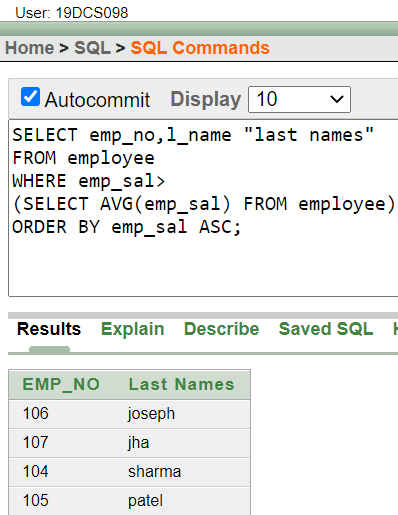 User: 19DCS098
Home > SQL > SQL Commands
Autocommit Display 10
SELECT emp_no,l_name "last names"
FROM employee
WHERE emp_sal>
(SELECT AVG(emp_sal) FROM employee)
ORDER BY emp_sal ASC;
Results Explain Describe Saved SQL
EMP_NO Last Names
106 joseph
107 jha
104 sharma
105 patel